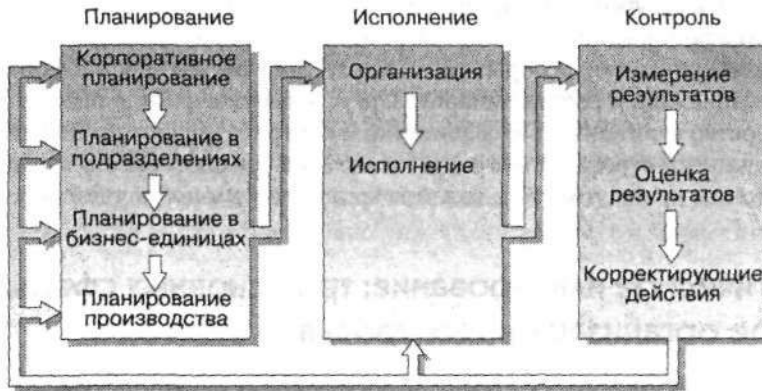 Планирование
Исполнение
Контроль
Корпоративное
планирование
Планирование в
подразделениях
Планирование в
бизнес-единицах
Планирование
производства
Организация
Исполнение
Измерение
результатов
Оценка
результатов
Корректирующие
действия